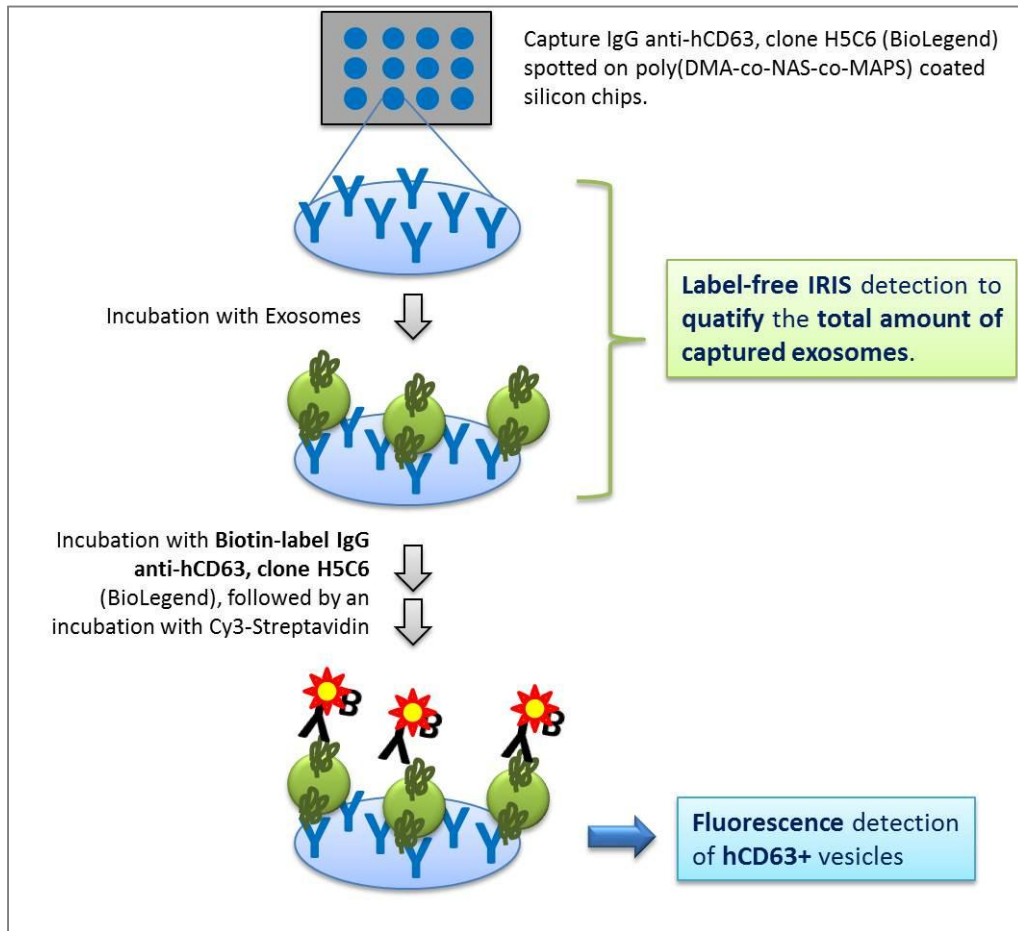 Capture IgG anti-hCD63, clone H5C6 (BioLegend)
spotted on poly(DMA-co-NAS-co-MAPS) coated
silicon chips.
Label-free IRIS detection to
quatify the total amount of
captured exosomes.
Incubation with Exosomes
Incubation with Biotin-label IgG
anti-hCD63, clone H5C6
(BioLegend), followed by an
incubation with Cy3-Streptavidin
B
B
B
Fluorescence detection
of hCD63+ vesicles